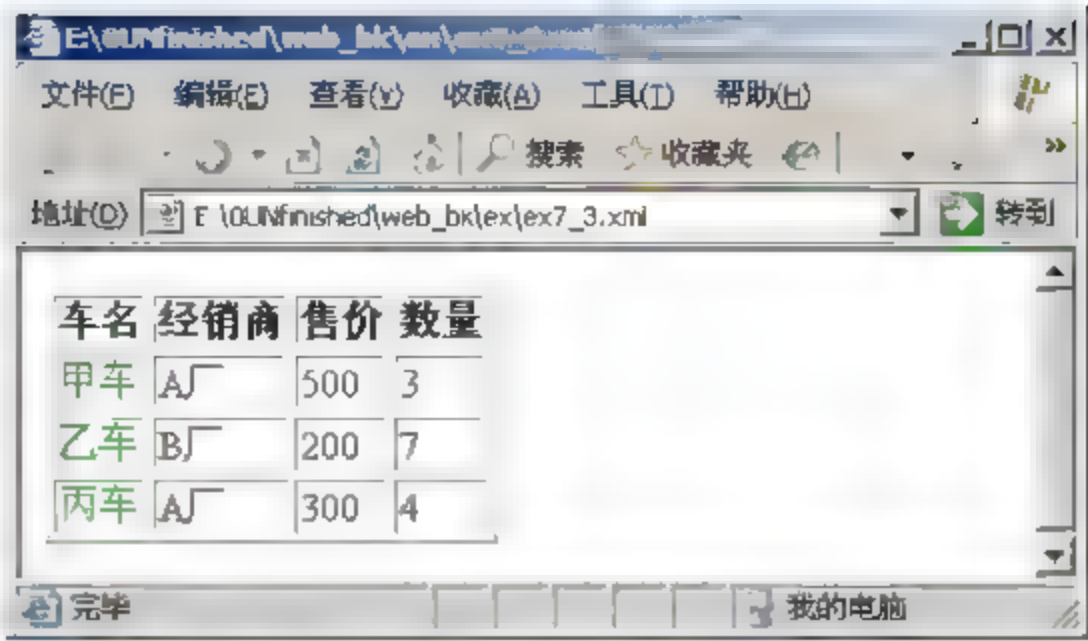 文件(F) 编辑(E) 查看(V) 收藏(A) 工具(T) 帮助(H)
搜索 收藏夹 »
地址(D) E \0UNfinished\web_bk\ex\ex7_3.xml 转到
车名 经销商 售价 数量
甲车 A厂 500 3
乙车 B厂 200 7
丙车 A厂 300 4
完毕 我的电脑